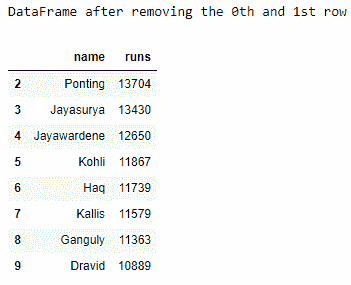 DataFrame after removing the 0th and 1st row
name runs
2 Ponting 13704
3 Jayasurya 13430
4 Jayawardene 12650
5 Kohli 11867
6 Haq 11739
7 Kallis 11579
8 Ganguly 11363
9 Dravid 10889